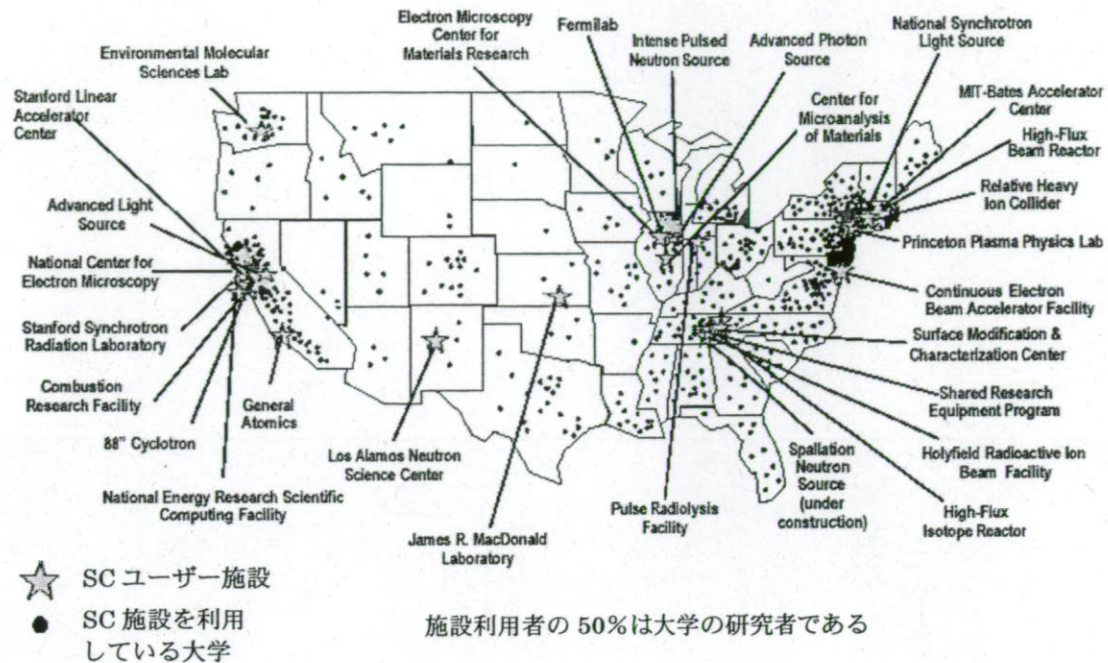 Environmental Molecular
Sciences Lab
Stanford Linear
Accelerator
Center
Advanced Light
Source
National Center for
Electron Microscopy
Stanford Synchrotron
Radiation Laboratory
Combustion
Research Facility
88" Cyclotron
General
Atomics
National Energy Research Scientific
Computing Facility
Los Alamos Neutron
Science Center
James R. MacDonald
Laboratory
Electron Microscopy
Center for
Materials Research
Fermilab
Intense Pulsed
Neutron Source
Advanced Photon
Source
Center for
Microanalysis
of Materials
National Synchrotron
Light Source
MIT-Bates Accelerator
Center
High-Flux
Beam Reactor
Relative Heavy
Ion Collider
Princeton Plasma Physics Lab
Continuous Electron
Beam Accelerator Facility
Surface Modification &
Characterization Center
Shared Research
Equipment Program
Holyfield Radioactive Ion
Beam Facility
High-Flux
Isotope Reactor
Spallation
Neutron
Source
(under
construction)
Pulse Radiolysis
Facility
SC ユーザー施設
SC 施設を利用
している大学
施設利用者の 50%は大学の研究者である